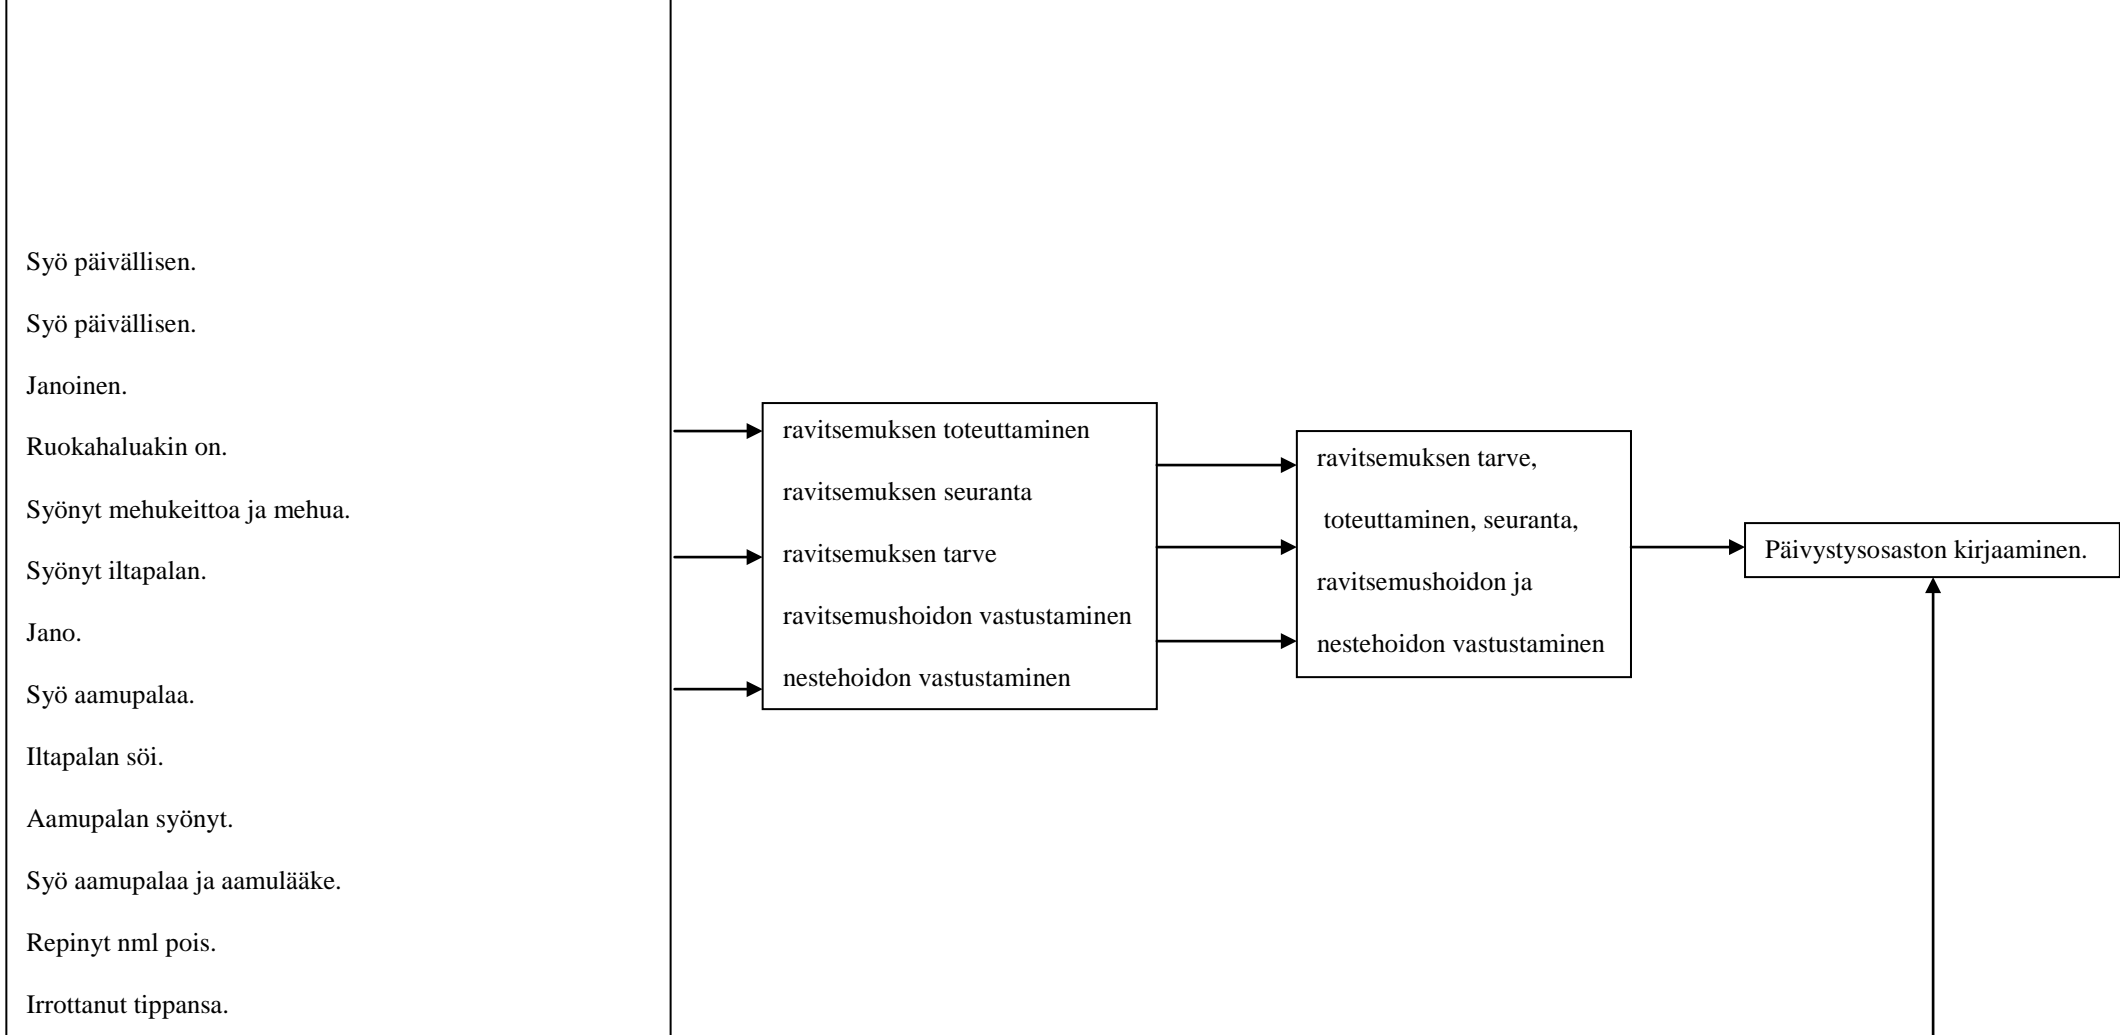 Syö päivällisen.
Syö päivällisen.
Janoinen.
Ruokahaluakin on.
Syönyt mehukeittoa ja mehua.
Syönyt iltapalan.
Jano.
Syö aamupalaa.
Iltapalan söi.
Aamupalan syönyt.
Syö aamupalaa ja aamulääke.
Repinyt nml pois.
Irrottanut tippansa.
ravitsemuksen toteuttaminen
ravitsemuksen seuranta
ravitsemuksen tarve
ravitsemushoidon vastustaminen
nestehoidon vastustaminen
ravitsemuksen tarve,
toteuttaminen, seuranta,
ravitsemushoidon ja
nestehoidon vastustaminen
Päivystysosaston kirjaaminen.